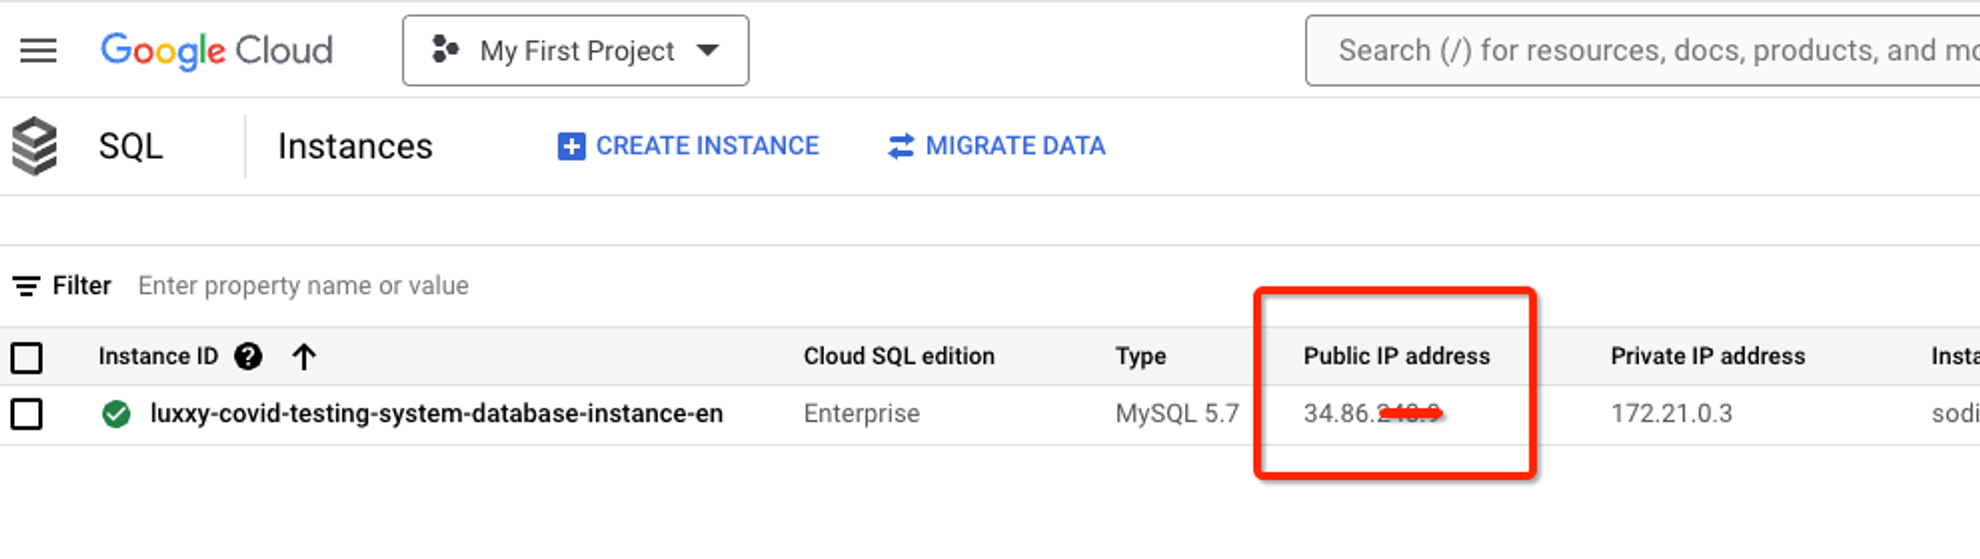 Google Cloud My First Project Search (/) for resources, docs, products, and mo
SQL Instances CREATE INSTANCE MIGRATE DATA
Filter Enter property name or value
Instance ID Cloud SQL edition Type Public IP address Private IP address Insta
luxxy-covid-testing-system-database-instance-en Enterprise MySQL 5.7 34.86. 172.21.0.3 sodi